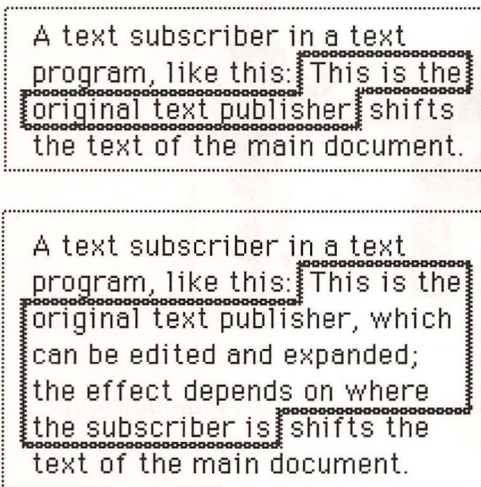 A text subscriber in a text
program, like this: This is the
original text publisher shifts
the text of the main document.
A text subscriber in a text
program, like this: This is the
original text publisher, which
can be edited and expanded;
the effect depends on where
the subscriber is shifts the
text of the main document.